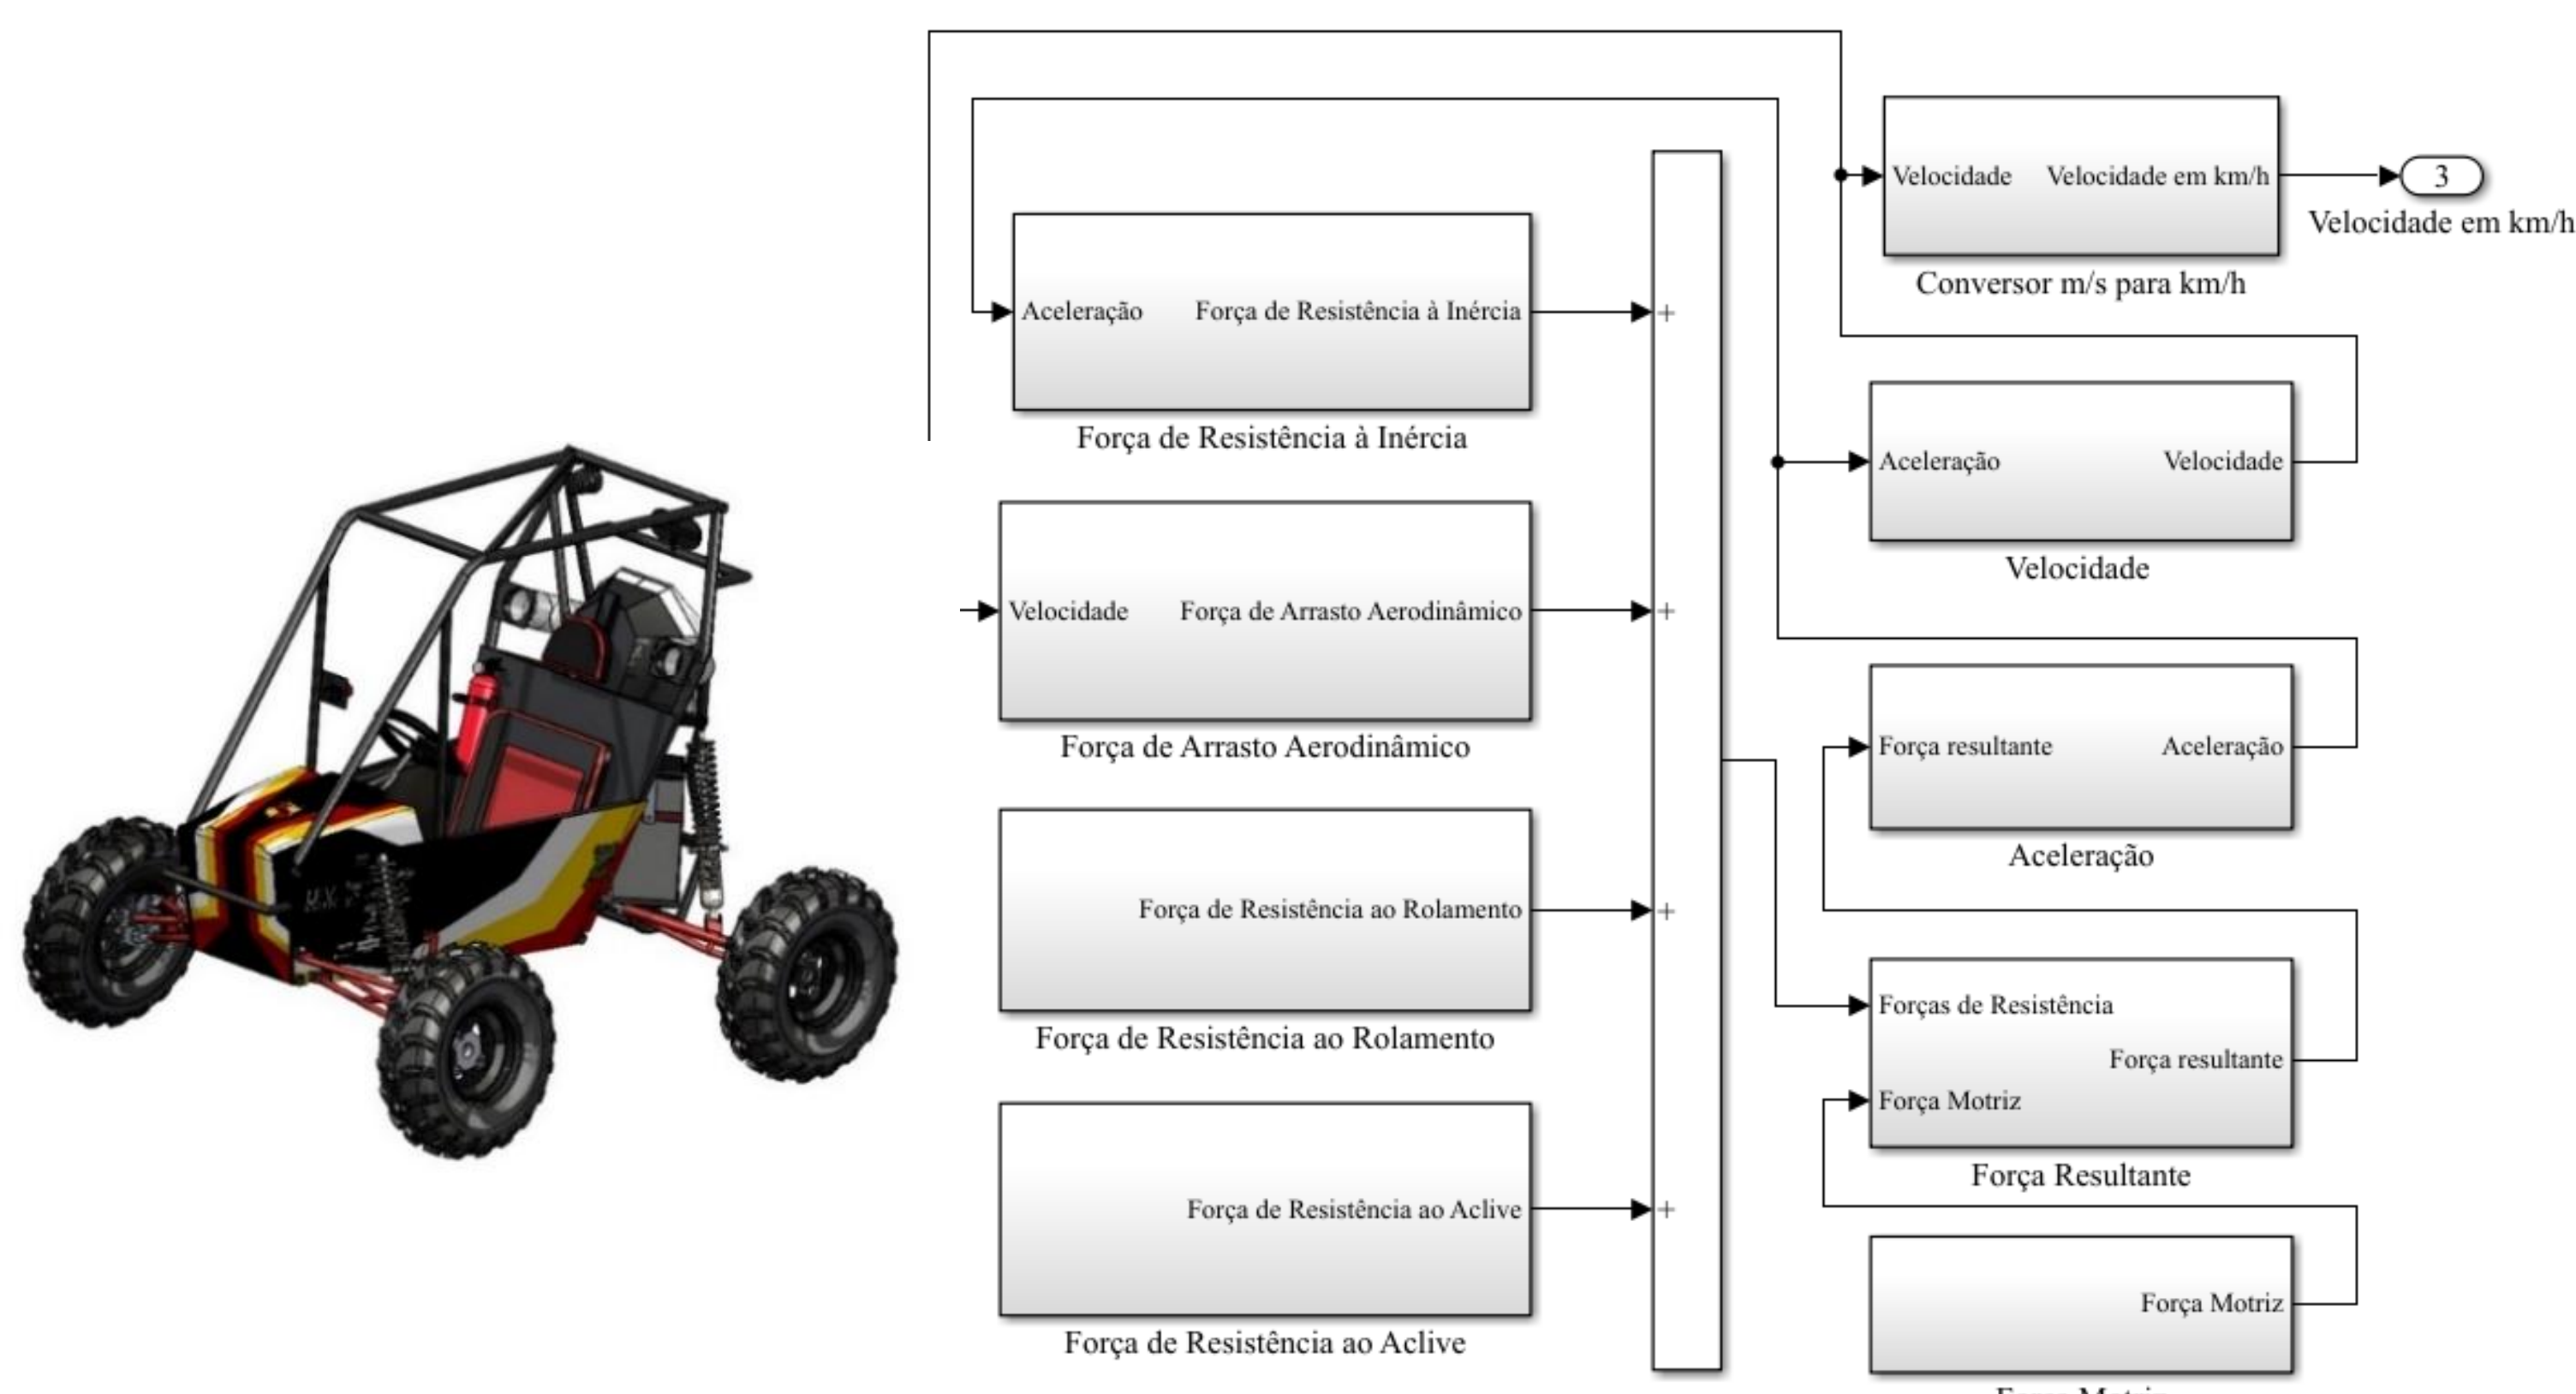 Velocidade Velocidade em km/h
3
Velocidade em km/h
Conversor m/s para km/h
Aceleração Força de Resistência à Inércia
+
Força de Resistência à Inércia
Aceleração Velocidade
Velocidade
Velocidade Força de Arrasto Aerodinâmico
+
Força de Arrasto Aerodinâmico
Força resultante Aceleração
Aceleração
Força de Resistência ao Rolamento
+
Força de Resistência ao Rolamento
Forças de Resistência
Força resultante
Força Motriz
Força Resultante
Força de Resistência ao Aclive
+
Força de Resistência ao Aclive
Força Motriz